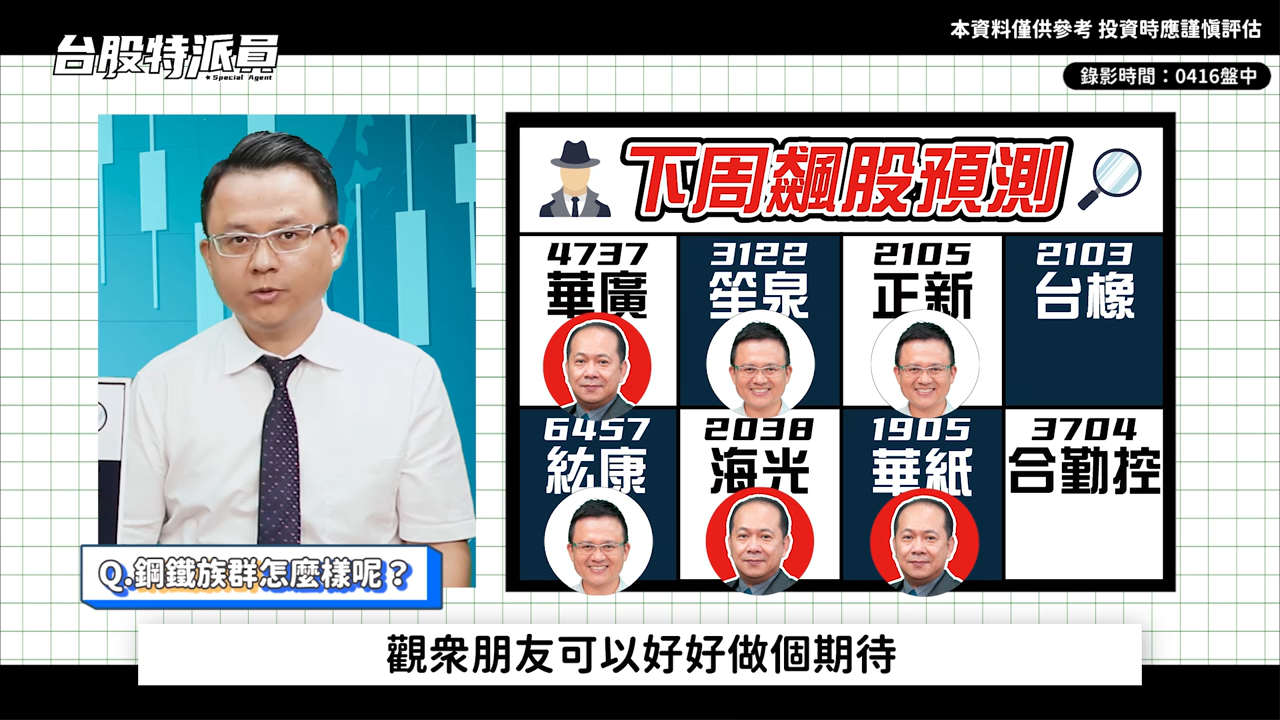 台股特派員
Special Agent
本資料僅供參考 投資時應謹慎評估
錄影時間：0416盤中
下周飆股預測
4737
華廣
3122
笙泉
2105
正新
2103
台橡
6457
紘康
2038
海光
1905
華紙
3704
合勤控
Q.鋼鐵族群怎麼樣呢？
觀眾朋友可以好好做個期待